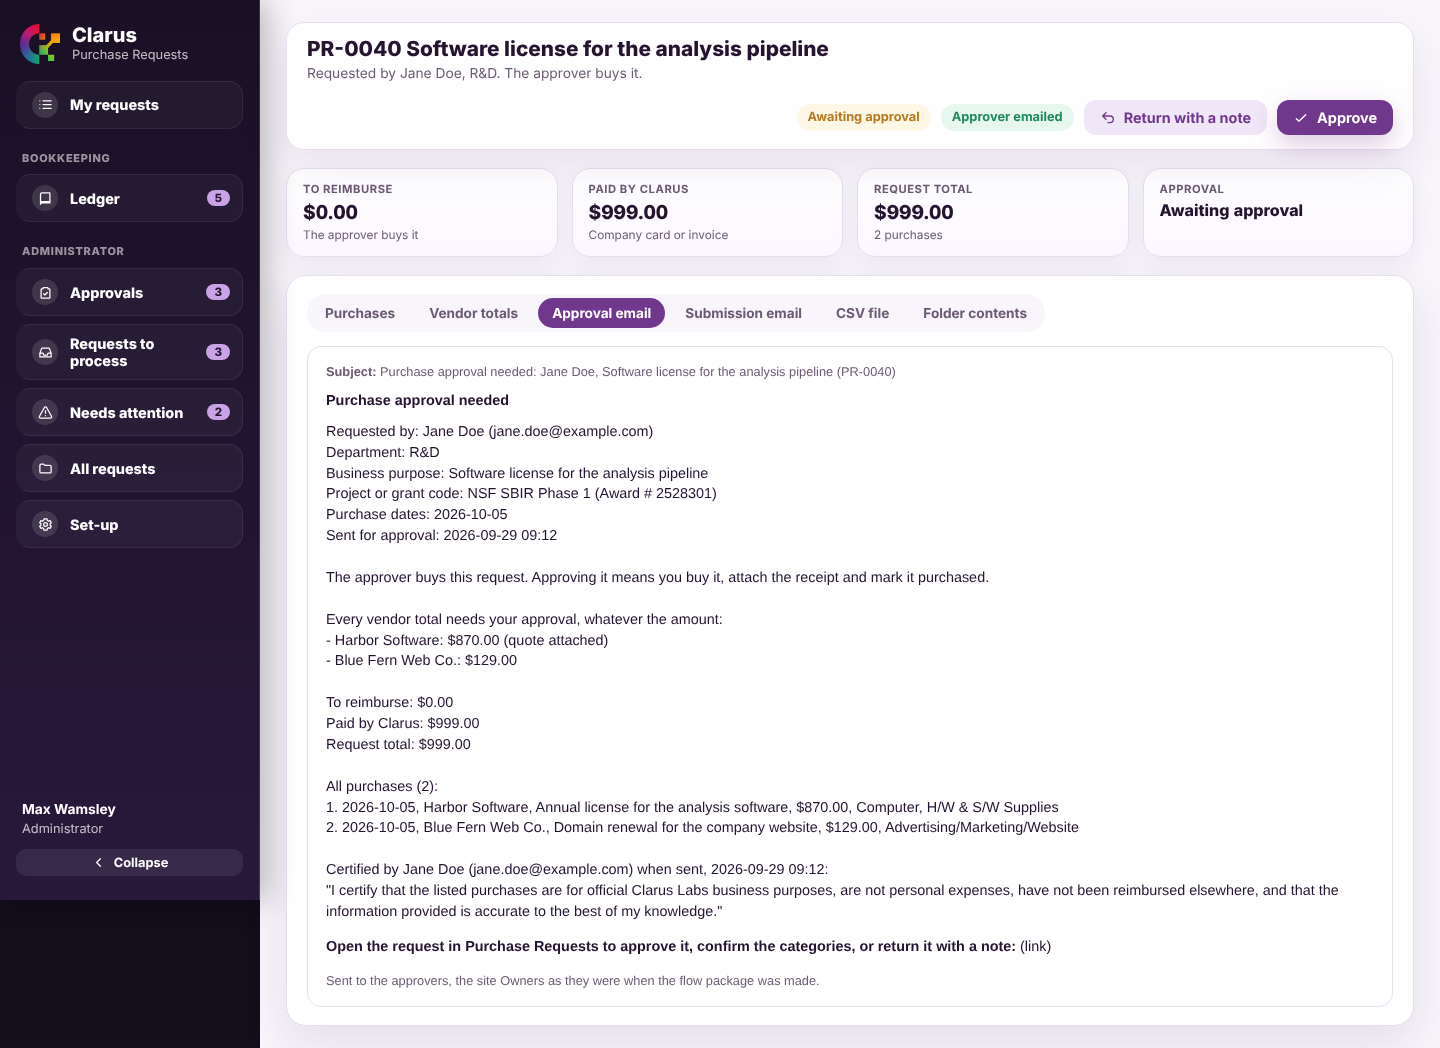 Clarus
Purchase Requests
My requests
BOOKKEEPING
Ledger 5
ADMINISTRATOR
Approvals 3
Requests to
process 3
Needs attention 2
All requests
Set-up
Max Wamsley
Administrator
Collapse
PR-0040 Software license for the analysis pipeline
Requested by Jane Doe, R&D. The approver buys it.
Awaiting approval Approver emailed Return with a note Approve
TO REIMBURSE
$0.00
The approver buys it
PAID BY CLARUS
$999.00
Company card or invoice
REQUEST TOTAL
$999.00
2 purchases
APPROVAL
Awaiting approval
Purchases Vendor totals Approval email Submission email CSV file Folder contents
Subject: Purchase approval needed: Jane Doe, Software license for the analysis pipeline (PR-0040)
Purchase approval needed
Requested by: Jane Doe (jane.doe@example.com)
Department: R&D
Business purpose: Software license for the analysis pipeline
Project or grant code: NSF SBIR Phase 1 (Award # 2528301)
Purchase dates: 2026-10-05
Sent for approval: 2026-09-29 09:12
The approver buys this request. Approving it means you buy it, attach the receipt and mark it purchased.
Every vendor total needs your approval, whatever the amount:
- Harbor Software: $870.00 (quote attached)
- Blue Fern Web Co.: $129.00
To reimburse: $0.00
Paid by Clarus: $999.00
Request total: $999.00
All purchases (2):
1. 2026-10-05, Harbor Software, Annual license for the analysis software, $870.00, Computer, H/W & S/W Supplies
2. 2026-10-05, Blue Fern Web Co., Domain renewal for the company website, $129.00, Advertising/Marketing/Website
Certified by Jane Doe (jane.doe@example.com) when sent, 2026-09-29 09:12:
"I certify that the listed purchases are for official Clarus Labs business purposes, are not personal expenses, have not been reimbursed elsewhere, and that the
information provided is accurate to the best of my knowledge."
Open the request in Purchase Requests to approve it, confirm the categories, or return it with a note: (link)
Sent to the approvers, the site Owners as they were when the flow package was made.